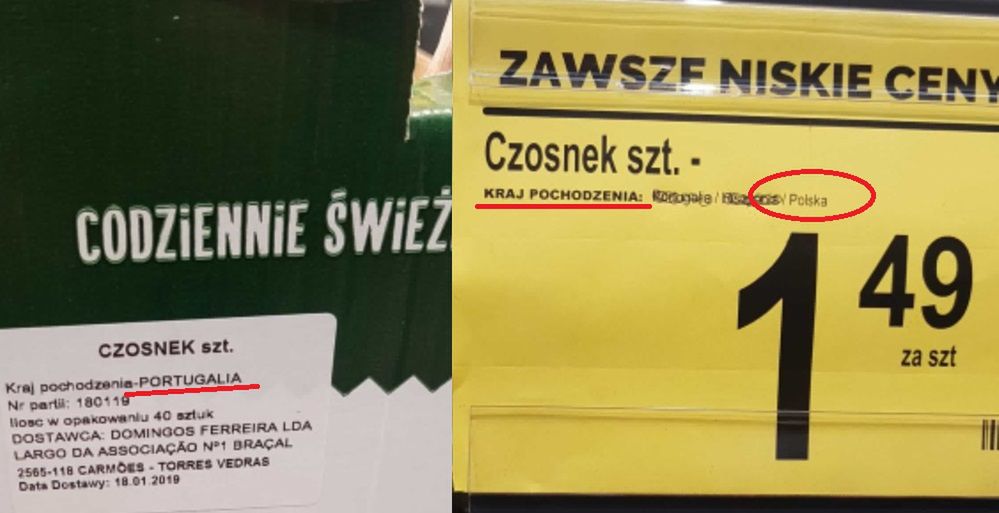 CODZIENNIE ŚWIEŻ
CZOSNEK szt.
Kraj pochodzenia-PORTUGALIA
Nr partii: 180119
Ilosc w opakowaniu 40 sztuk
DOSTAWCA: DOMINGOS FERREIRA LDA
LARGO DA ASSOCIAÇÃO Nº1 BRAÇAL
2565-118 CARMÕES - TORRES VEDRAS
Data Dostawy: 18.01.2019
ZAWSZE NISKIE CENY
Czosnek szt. -
KRAJ POCHODZENIA: / / Polska
1 49
za szt